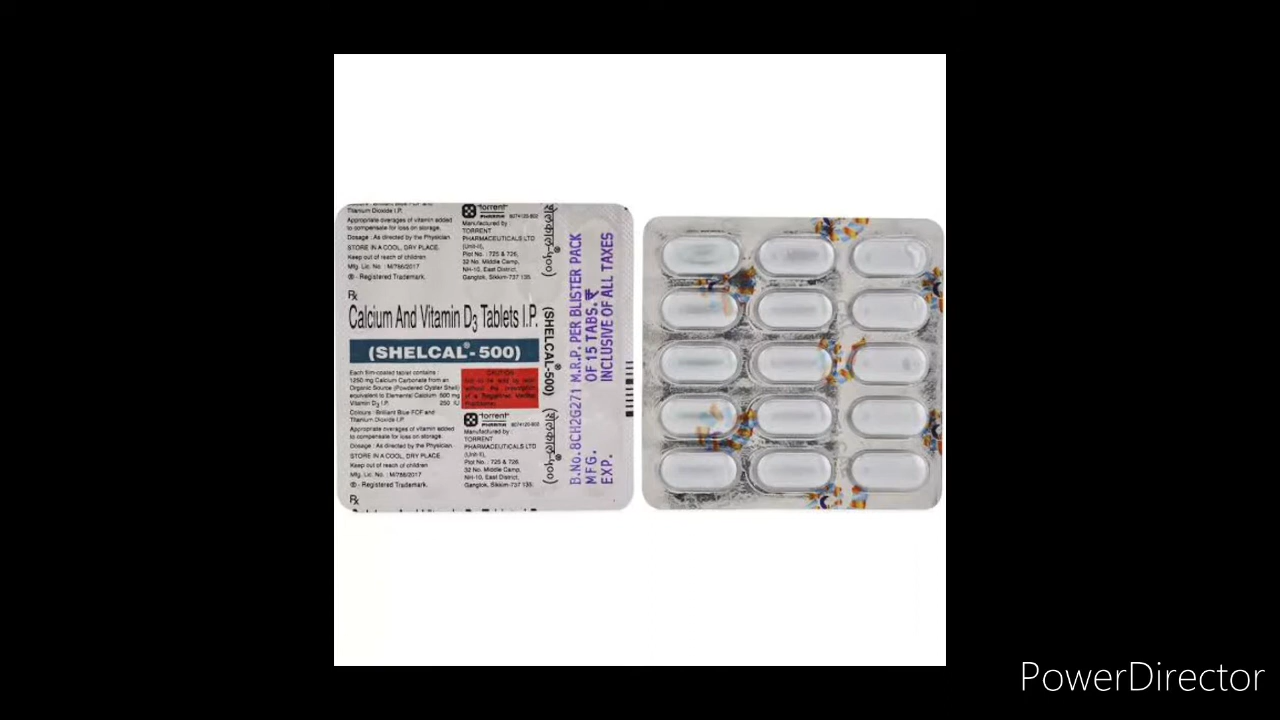 Titanium Dioxide I.P.
Appropriate overages of vitamin added
to compensate for loss on storage.
Dosage : As directed by the Physician
STORE IN A COOL, DRY PLACE.
Keep out of reach of children
Mfg. Lic. No. : M/786/2017
® - Registered Trademark.
torrent
PHARMA
Manufactured by :
TORRENT
PHARMACEUTICALS LTD
(Unit-II),
Plot No. : 725 & 726,
32 No. Middle Camp,
NH-10, East District,
Gangtok, Sikkim-737 135.
Rx
Calcium And Vitamin D3 Tablets I.P.
(SHELCAL®-500)
Each film-coated tablet contains :
1250 mg Calcium Carbonate from an
Organic Source (Powdered Oyster Shell)
equivalent to Elemental Calcium 500 mg
Vitamin D3 I.P. 250 IU
Colours : Brilliant Blue FCF and
Titanium Dioxide I.P.
Appropriate overages of vitamin added
to compensate for loss on storage.
Dosage : As directed by the Physician
STORE IN A COOL, DRY PLACE.
Keep out of reach of children
Mfg. Lic. No. : M/786/2017
® - Registered Trademark.
Rx
CAUTION
torrent
PHARMA
Manufactured by :
TORRENT
PHARMACEUTICALS LTD
(Unit-II),
Plot No. : 725 & 726,
32 No. Middle Camp,
NH-10, East District,
Gangtok, Sikkim-737 135.
(SHELCAL®-500)
B.No.8CH2G271 M.R.P. PER BLISTER PACK
MFG. OF 15 TABS. ₹
EXP. INCLUSIVE OF ALL TAXES
PowerDirector